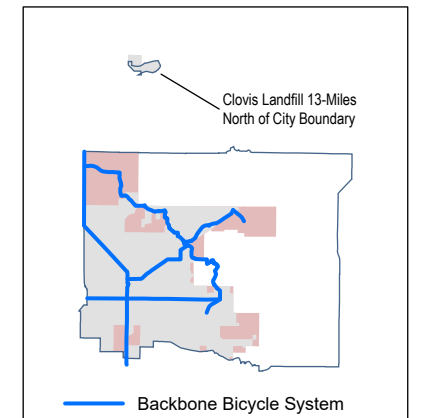 Clovis Landfill 13-Miles
North of City Boundary
Backbone Bicycle System